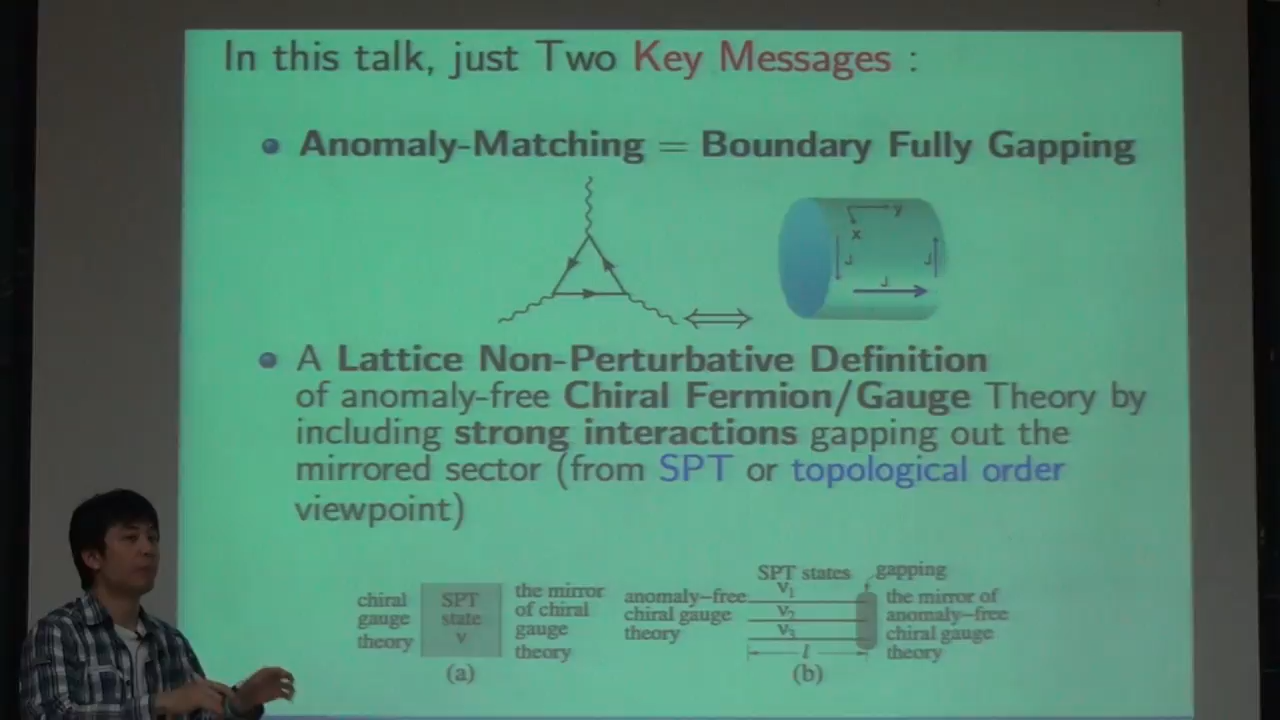 In this talk, just Two Key Messages :
Anomaly-Matching = Boundary Fully Gapping
y
x
J
J
J
A Lattice Non-Perturbative Definition
of anomaly-free Chiral Fermion/Gauge Theory by
including strong interactions gapping out the
mirrored sector (from SPT or topological order
viewpoint)
chiral
gauge
theory
SPT
state
ν
the mirror
of chiral
gauge
theory
(a)
anomaly-free
chiral gauge
theory
SPT states
ν₁
ν₂
ν₃
l
gapping
the mirror of
anomaly-free
chiral gauge
theory
(b)